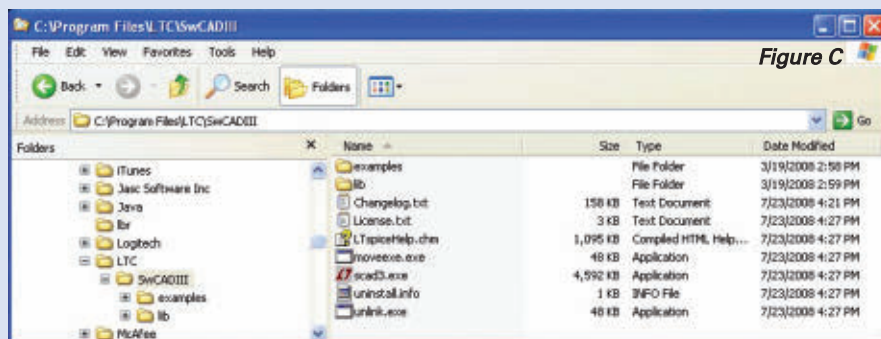 C:\Program Files\LTC\SwCADIII
File Edit View Favorites Tools Help
Figure C
Back Search Folders
Address C:\Program Files\LTC\SwCADIII Go
Folders Name Size Type Date Modified
iTunes
Jasc Software Inc
Java
lbr
Logitech
LTC
SwCADIII
examples
lib
McAfee
examples File Folder 3/19/2008 2:58 PM
lib File Folder 3/19/2008 2:59 PM
Changelog.txt 158 KB Text Document 7/23/2008 4:21 PM
License.txt 3 KB Text Document 7/23/2008 4:27 PM
LTspiceHelp.chm 1,095 KB Compiled HTML Help... 7/23/2008 4:27 PM
moveexe.exe 48 KB Application 7/23/2008 4:27 PM
scad3.exe 4,592 KB Application 7/23/2008 4:27 PM
uninstall.info 1 KB INFO File 7/23/2008 4:27 PM
unlink.exe 48 KB Application 7/23/2008 4:27 PM